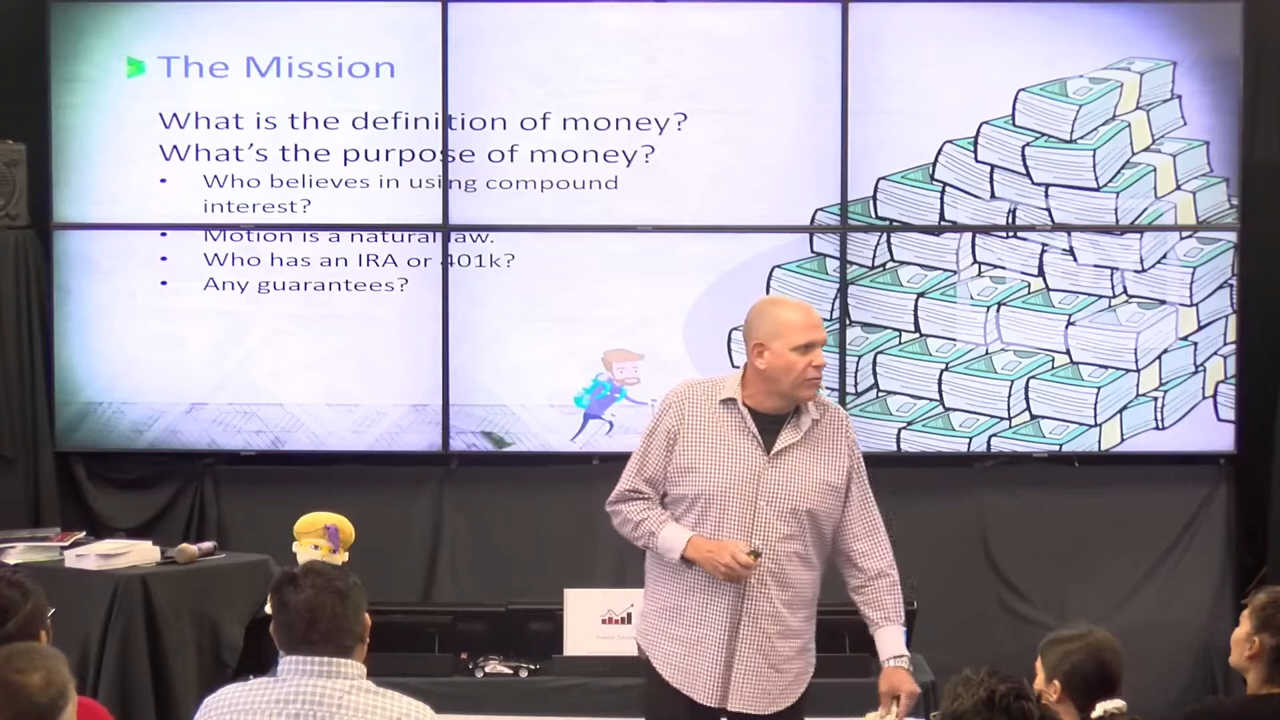 The Mission
What is the definition of money?
What's the purpose of money?
• Who believes in using compound
interest?
• Motion is a natural law.
• Who has an IRA or 401k?
• Any guarantees?